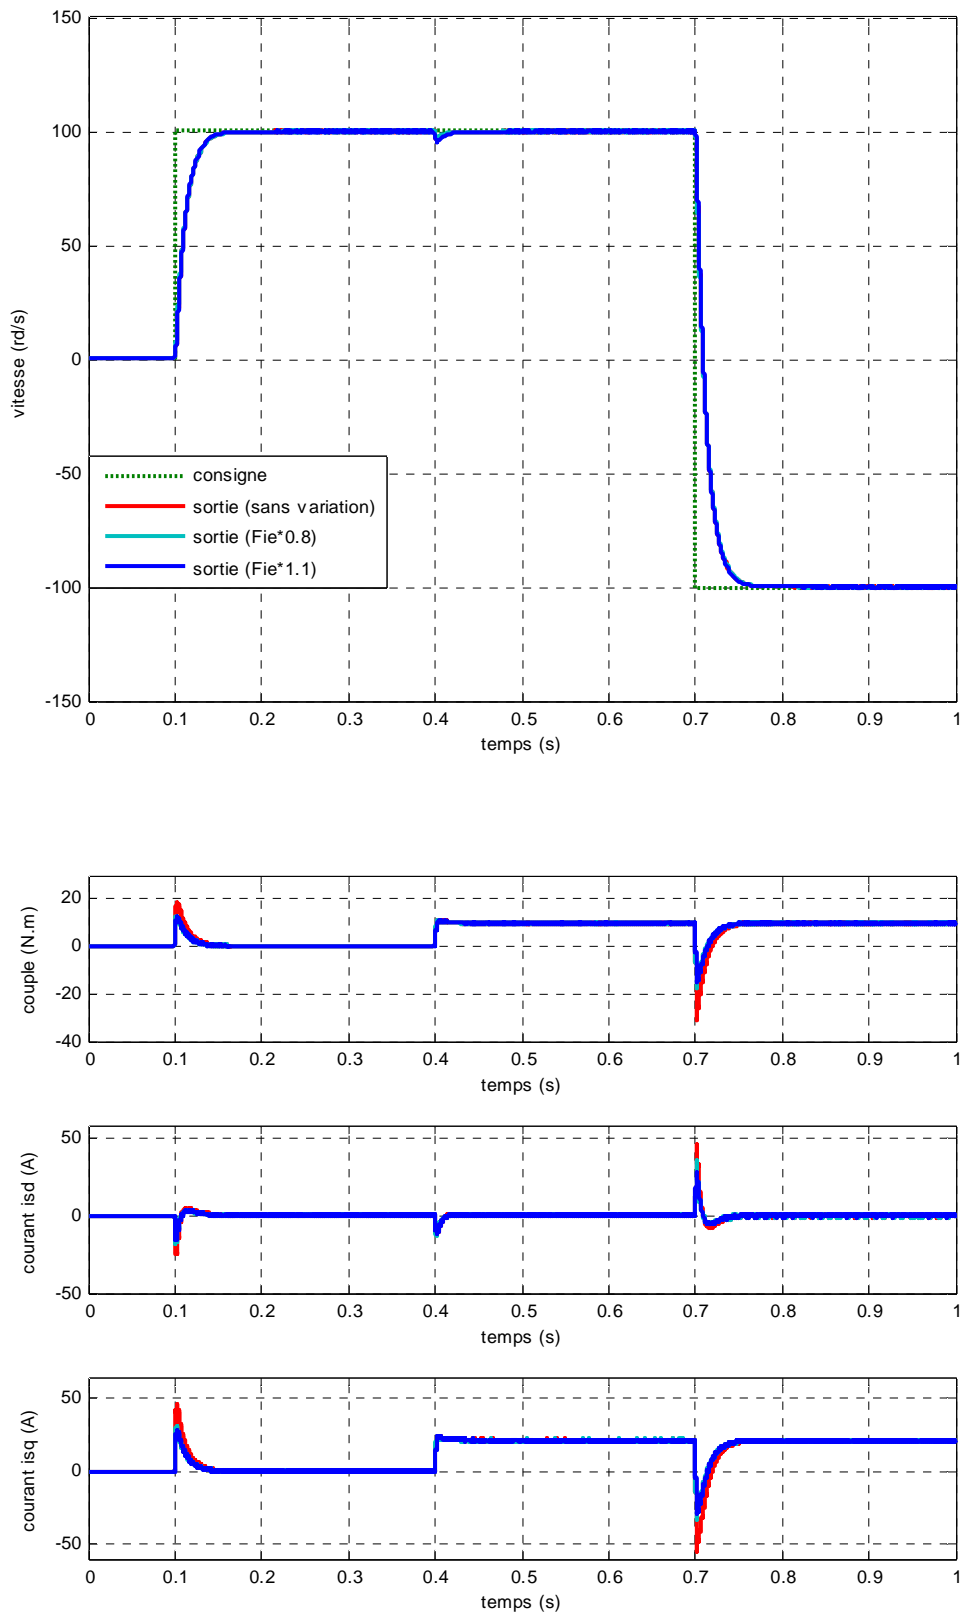 150
100
50
0
-50
-100
-150
vitesse (rd/s)
consigne
sortie (sans variation)
sortie (Fie*0.8)
sortie (Fie*1.1)
0 0.1 0.2 0.3 0.4 0.5 0.6 0.7 0.8 0.9 1
temps (s)
20
0
-20
-40
couple (N.m)
0 0.1 0.2 0.3 0.4 0.5 0.6 0.7 0.8 0.9 1
temps (s)
50
0
-50
courant isd (A)
0 0.1 0.2 0.3 0.4 0.5 0.6 0.7 0.8 0.9 1
temps (s)
50
0
-50
courant isq (A)
0 0.1 0.2 0.3 0.4 0.5 0.6 0.7 0.8 0.9 1
temps (s)